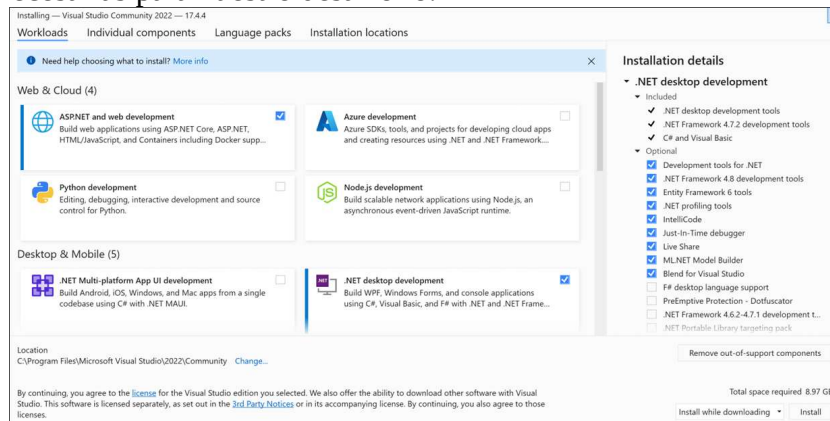 Installing — Visual Studio Community 2022 — 17.4.4
Workloads Individual components Language packs Installation locations
Need help choosing what to install? More info
Web & Cloud (4)
ASP.NET and web development
Build web applications using ASP.NET Core, ASP.NET,
HTML/JavaScript, and Containers including Docker supp...
Azure development
Azure SDKs, tools, and projects for developing cloud apps
and creating resources using .NET and .NET Framework....
Python development
Editing, debugging, interactive development and source
control for Python.
Node.js development
Build scalable network applications using Node.js, an
asynchronous event-driven JavaScript runtime.
Desktop & Mobile (5)
.NET Multi-platform App UI development
Build Android, iOS, Windows, and Mac apps from a single
codebase using C# with .NET MAUI.
.NET desktop development
Build WPF, Windows Forms, and console applications
using C#, Visual Basic, and F# with .NET and .NET Frame...
Installation details
.NET desktop development
Included
.NET desktop development tools
.NET Framework 4.7.2 development tools
C# and Visual Basic
Optional
Development tools for .NET
.NET Framework 4.8 development tools
Entity Framework 6 tools
.NET profiling tools
IntelliCode
Just-In-Time debugger
Live Share
ML.NET Model Builder
Blend for Visual Studio
F# desktop language support
PreEmptive Protection - Dotfuscator
.NET Framework 4.6.2-4.7.1 development t...
.NET Portable Library targeting pack
Location
C:\Program Files\Microsoft Visual Studio\2022\Community Change...
Remove out-of-support components
By continuing, you agree to the license for the Visual Studio edition you selected. We also offer the ability to download other software with Visual
Studio. This software is licensed separately, as set out in the 3rd Party Notices or in its accompanying license. By continuing, you also agree to those
licenses.
Total space required 8.97 G
Install while downloading Install